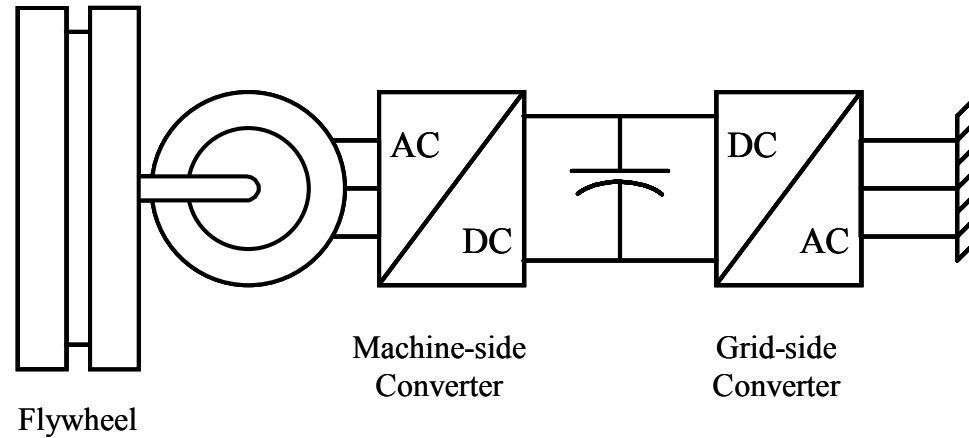 AC
DC
DC
AC
Machine-side
Converter
Grid-side
Converter
Flywheel